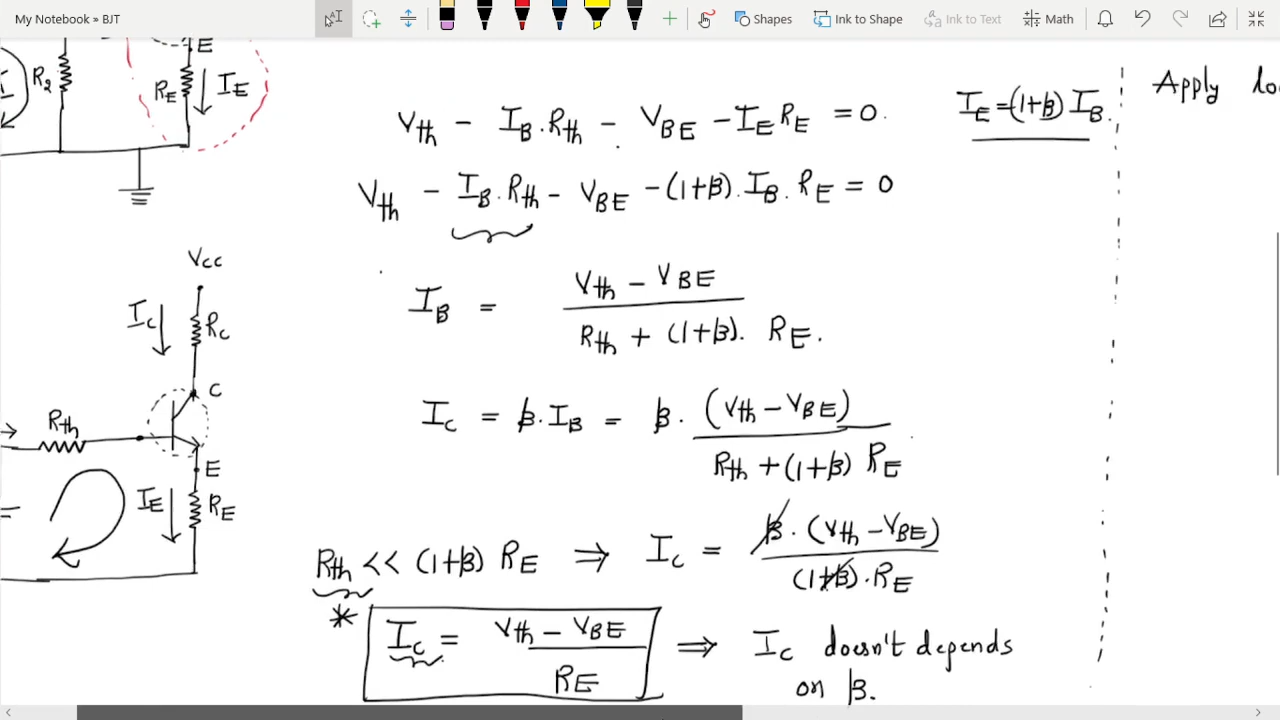 My Notebook » BJT
Shapes Ink to Shape Ink to Text Math
E
R2 RE IE
Vth - IB.Rth - VBE - IE RE = 0.
IE = (1+β) IB.
Apply
Vth - IB.Rth - VBE - (1+β).IB.RE = 0
Vcc
IC RC
C
Rth
E
IE RE
IB = Vth - VBE
Rth + (1+β). RE.
IC = β.IB = β. (Vth - VBE)
Rth + (1+β) RE
Rth << (1+β) RE ⇒ IC = β.(Vth - VBE)
(1+β).RE
* IC = Vth - VBE
RE
⇒ IC doesn't depends
on β.